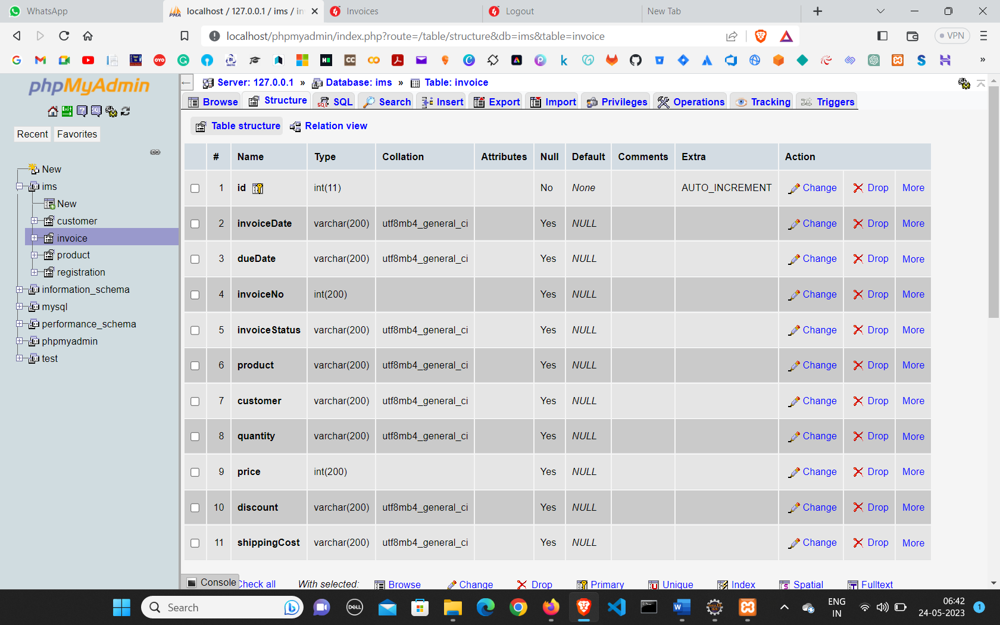 WhatsApp
localhost / 127.0.0.1 / ims / in
Invoices
Logout
New Tab
localhost/phpmyadmin/index.php?route=/table/structure&db=ims&table=invoice
VPN
phpMyAdmin
Recent Favorites
New
ims
New
customer
invoice
product
registration
information_schema
mysql
performance_schema
phpmyadmin
test
Server: 127.0.0.1 » Database: ims » Table: invoice
Browse Structure SQL Search Insert Export Import Privileges Operations Tracking Triggers
Table structure Relation view
# Name Type Collation Attributes Null Default Comments Extra Action
1 id int(11) No None AUTO_INCREMENT Change Drop More
2 invoiceDate varchar(200) utf8mb4_general_ci Yes NULL Change Drop More
3 dueDate varchar(200) utf8mb4_general_ci Yes NULL Change Drop More
4 invoiceNo int(200) Yes NULL Change Drop More
5 invoiceStatus varchar(200) utf8mb4_general_ci Yes NULL Change Drop More
6 product varchar(200) utf8mb4_general_ci Yes NULL Change Drop More
7 customer varchar(200) utf8mb4_general_ci Yes NULL Change Drop More
8 quantity varchar(200) utf8mb4_general_ci Yes NULL Change Drop More
9 price int(200) Yes NULL Change Drop More
10 discount varchar(200) utf8mb4_general_ci Yes NULL Change Drop More
11 shippingCost varchar(200) utf8mb4_general_ci Yes NULL Change Drop More
Console
Check all With selected: Browse Change Drop Primary Unique Index Spatial Fulltext
Search
ENG
IN
06:42
24-05-2023
1